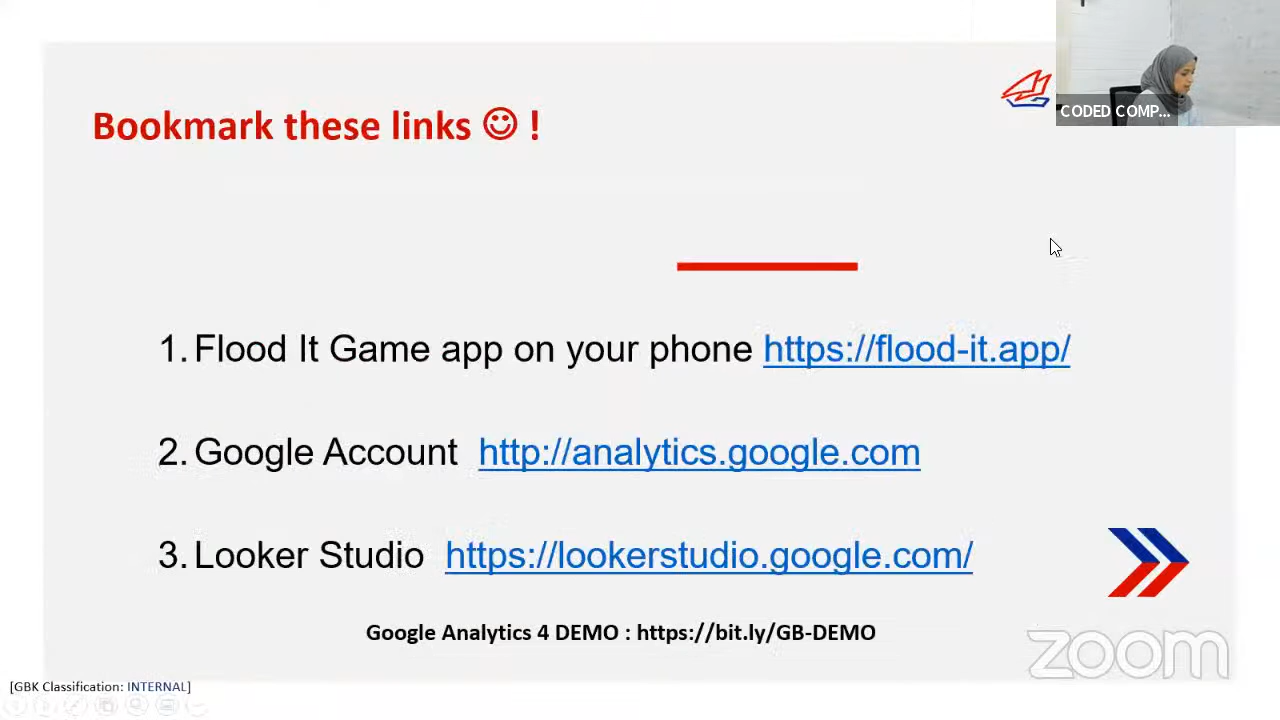 CODED COMP...
Bookmark these links ☺ !
1. Flood It Game app on your phone https://flood-it.app/
2. Google Account http://analytics.google.com
3. Looker Studio https://lookerstudio.google.com/
Google Analytics 4 DEMO : https://bit.ly/GB-DEMO
zoom
[GBK Classification: INTERNAL]